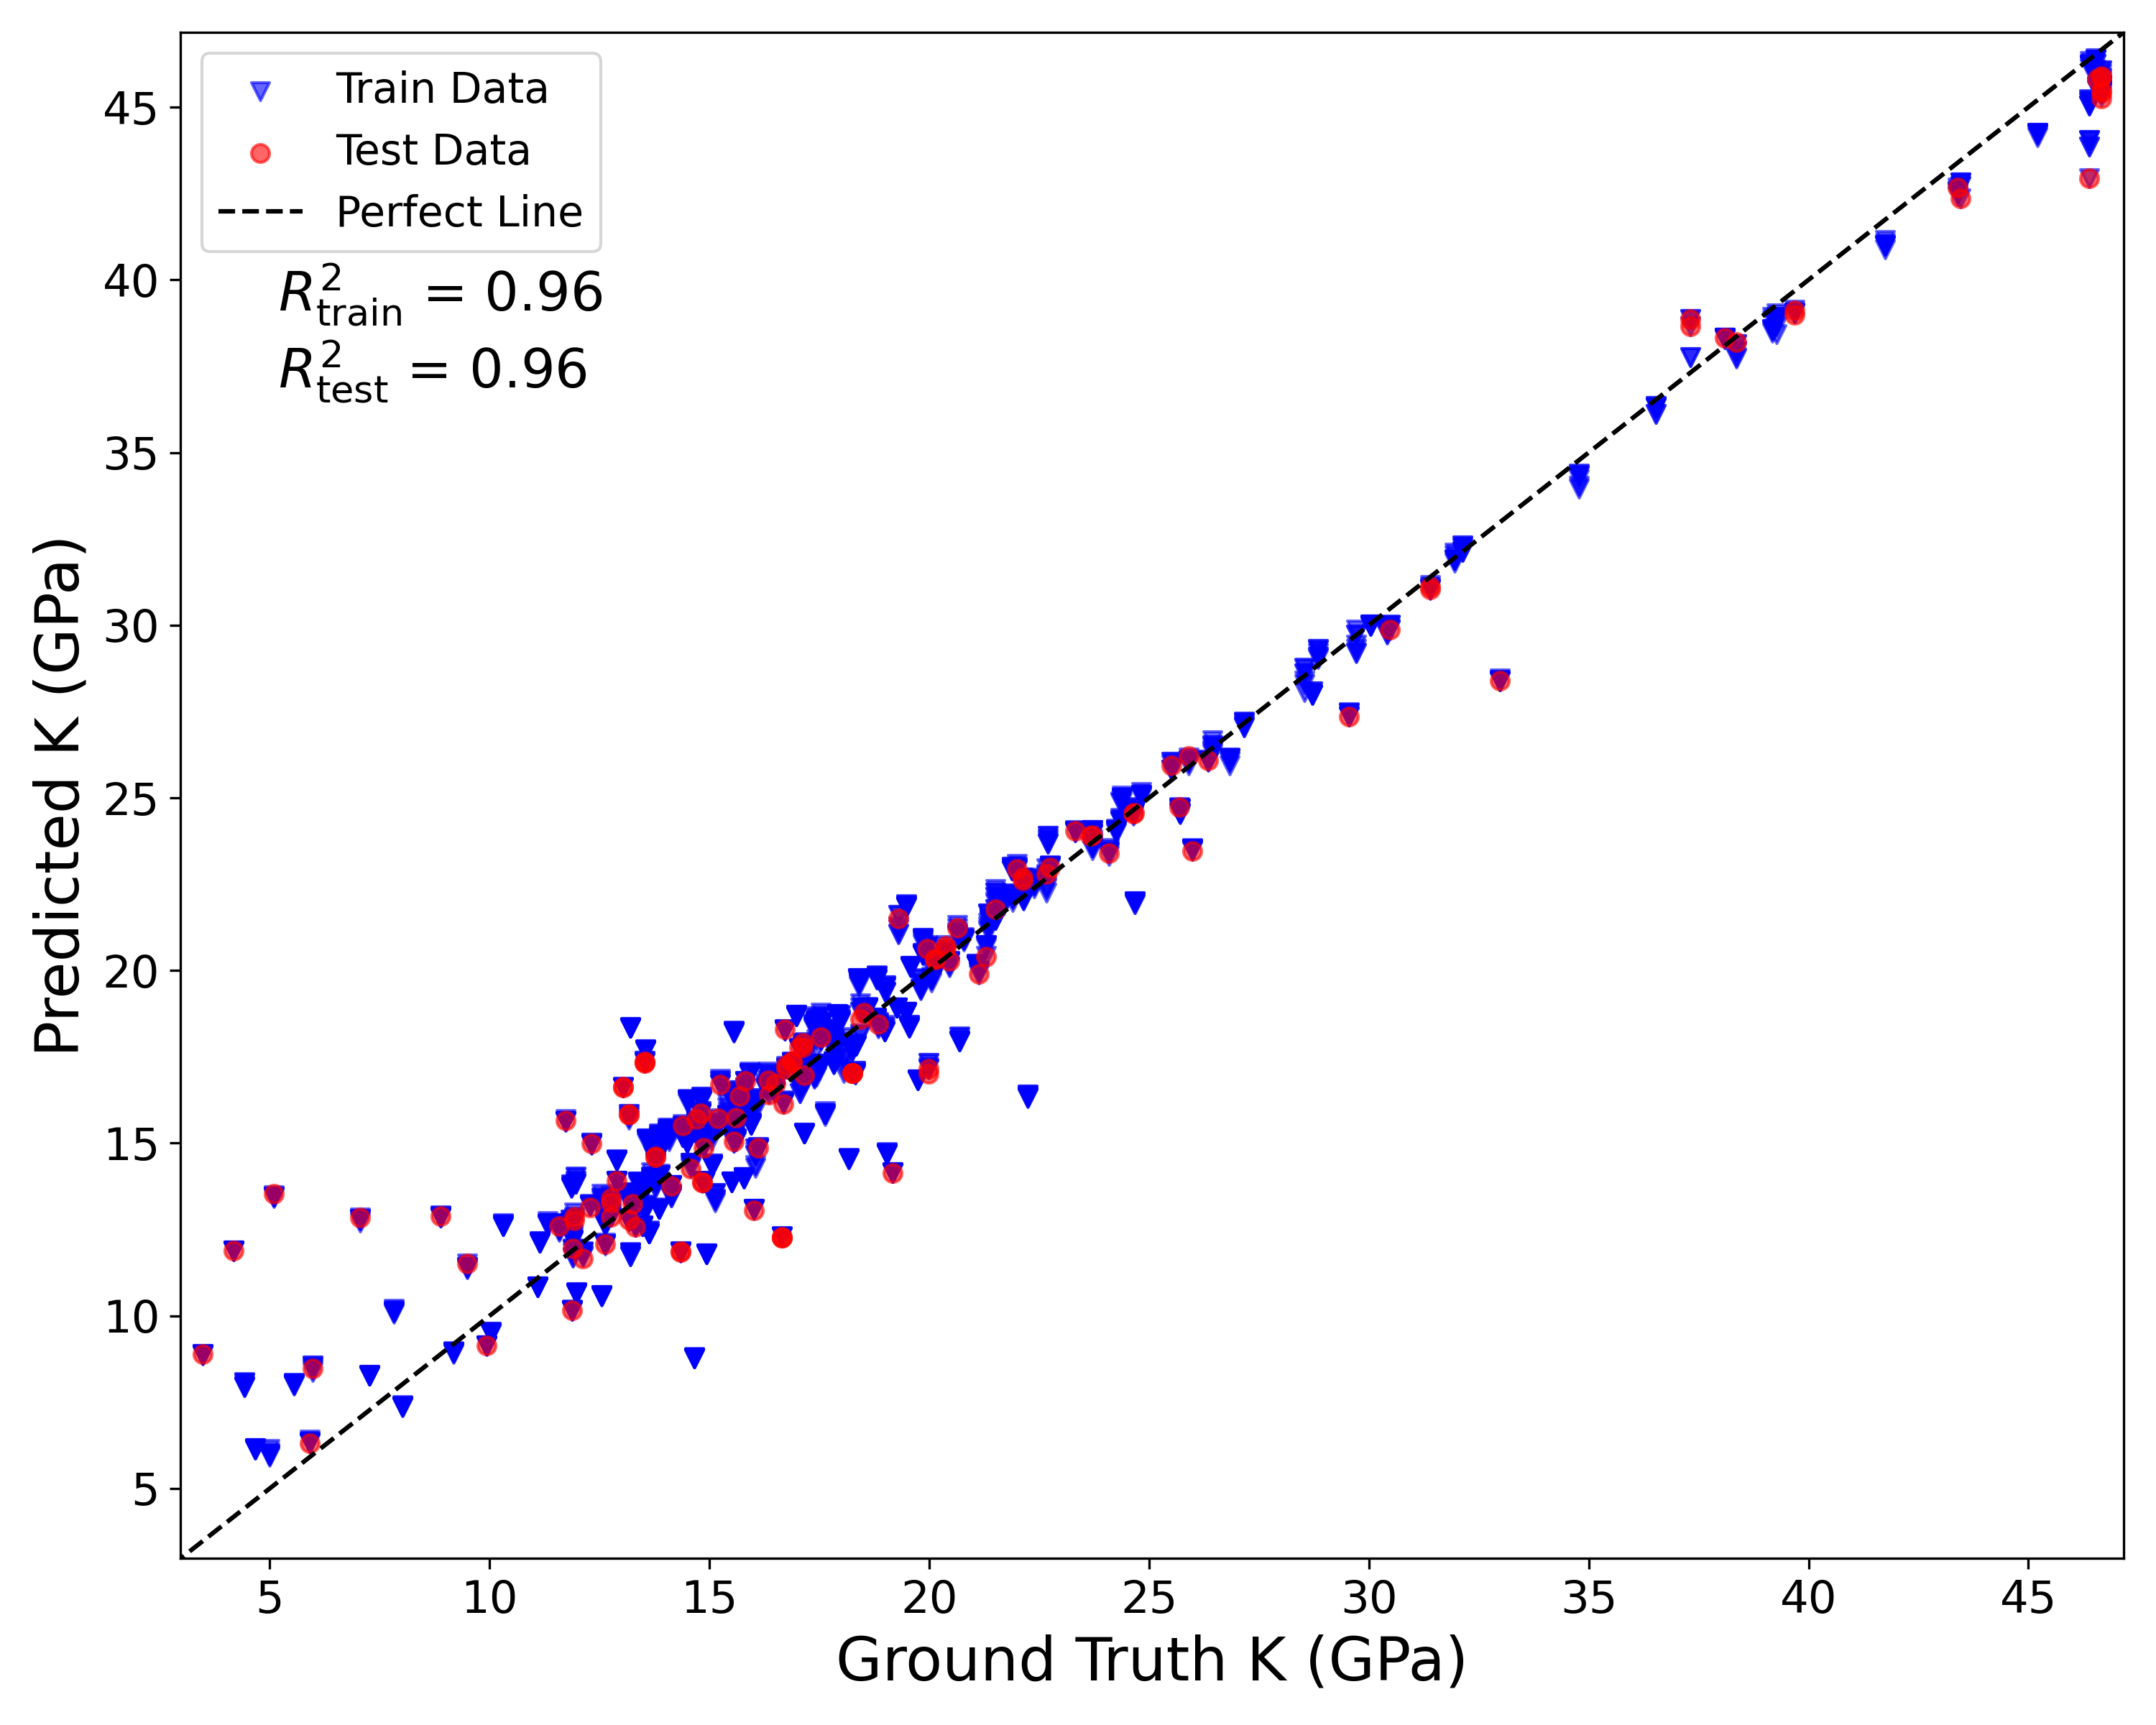 Train Data
Test Data
Perfect Line
R²train = 0.96
R²test = 0.96
45
40
35
30
25
20
15
10
5
Predicted K (GPa)
5 10 15 20 25 30 35 40 45
Ground Truth K (GPa)